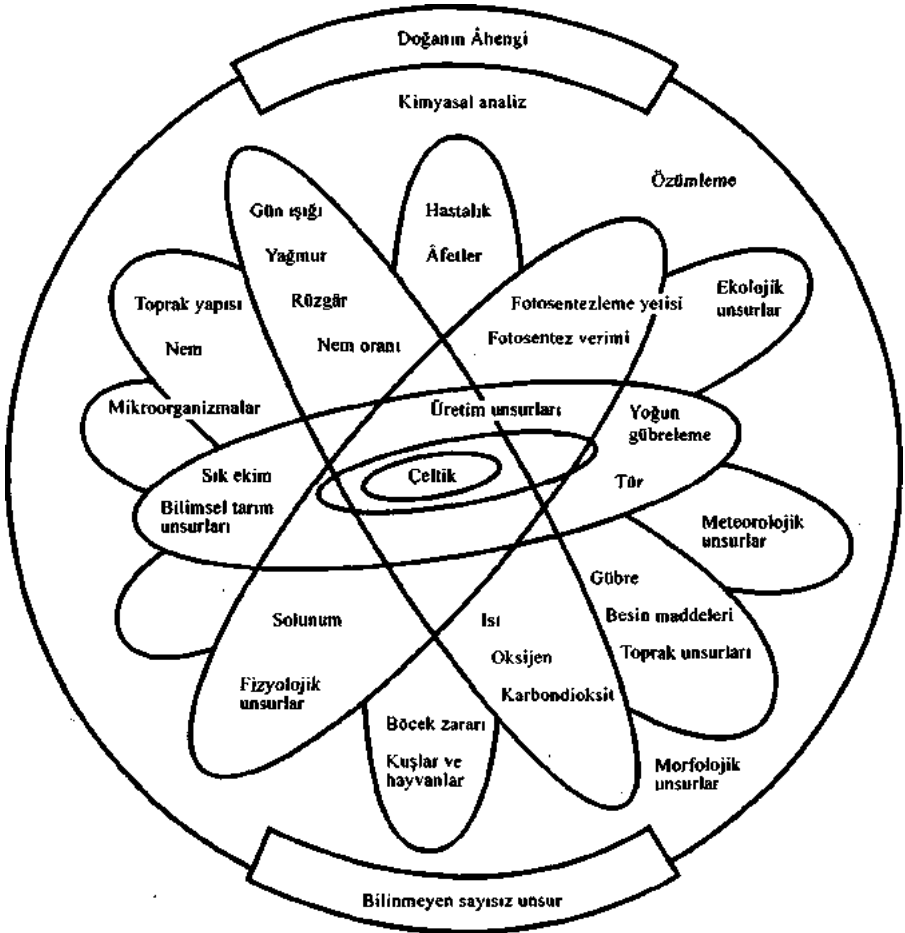 Doğanın Âhengi
Kimyasal analiz
Özümleme
Gün ışığı
Hastalık
Yağmur
Âfetler
Toprak yapısı
Rüzgâr
Fotosentezleme yetisi
Ekolojik
unsurlar
Nem
Nem oranı
Fotosentez verimi
Mikroorganizmalar
Üretim unsurları
Yoğun
gübreleme
Sık ekim
Çeltik
Tür
Bilimsel tarım
unsurları
Meteorolojik
unsurlar
Gübre
Solunum
Isı
Besin maddeleri
Oksijen
Toprak unsurları
Fizyolojik
unsurlar
Karbondioksit
Böcek zararı
Kuşlar ve
hayvanlar
Morfolojik
unsurlar
Bilinmeyen sayısız unsur